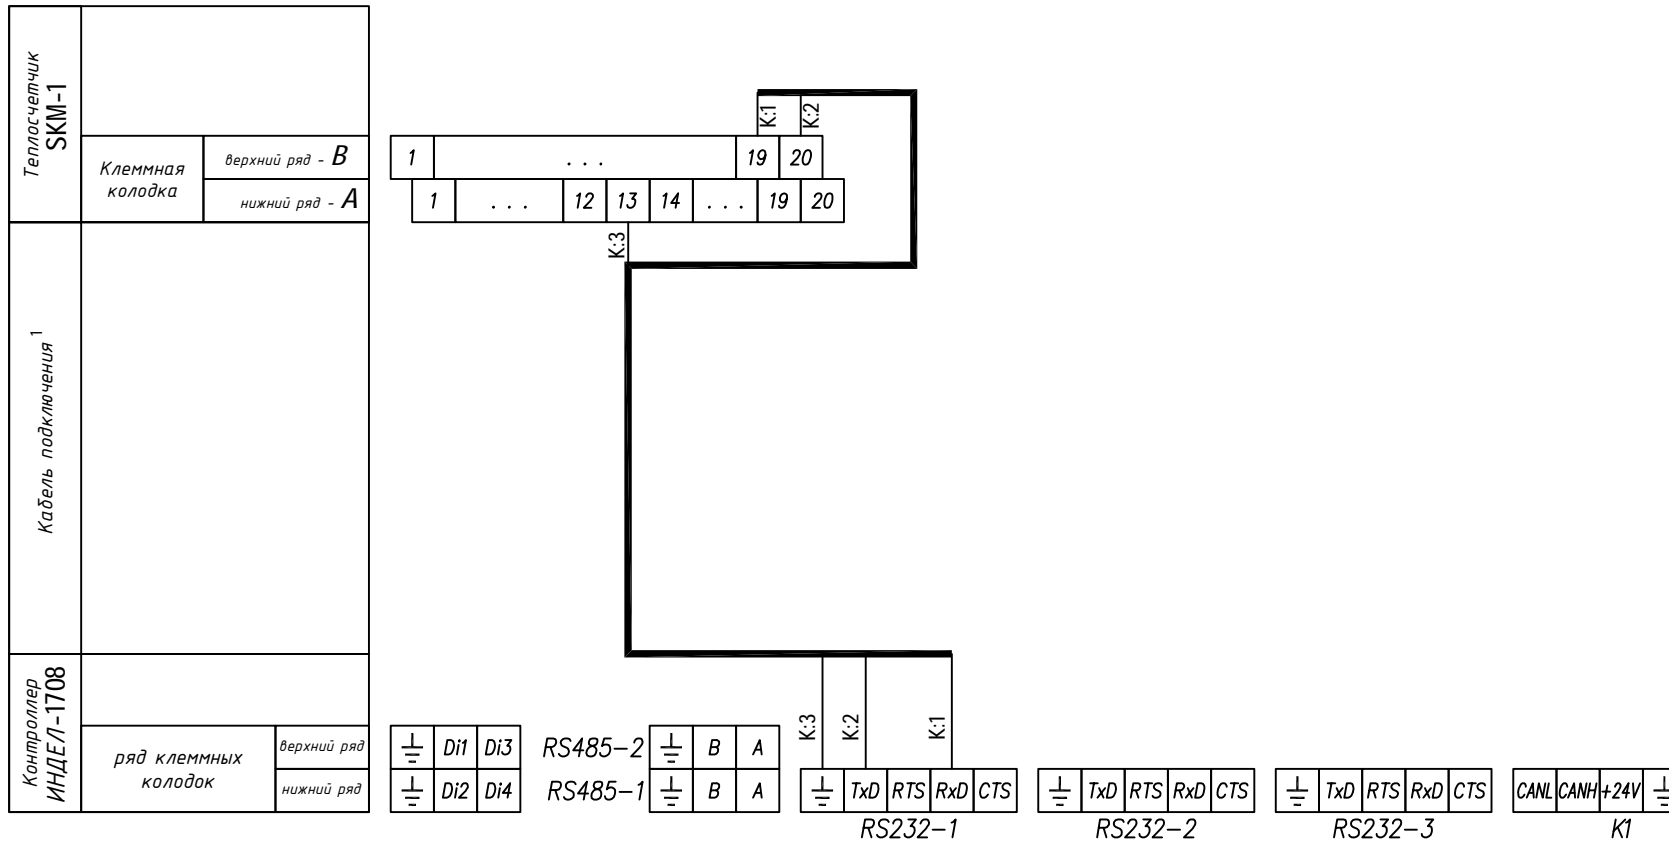 Теплосчетчик
SKM-1
Клеммная
колодка
верхний ряд - B
нижний ряд - A
K:1
K:2
1 ... 19 20
1 ... 12 13 14 ... 19 20
K:3
Кабель подключения 1
Контроллер
ИНДЕЛ-1708
ряд клеммных
колодок
верхний ряд
нижний ряд
K:3
K:2
K:1
Di1 Di3
RS485-2
B A
Di2 Di4
RS485-1
B A
TxD RTS RxD CTS
TxD RTS RxD CTS
TxD RTS RxD CTS
CANL CANH +24V
RS232-1
RS232-2
RS232-3
K1